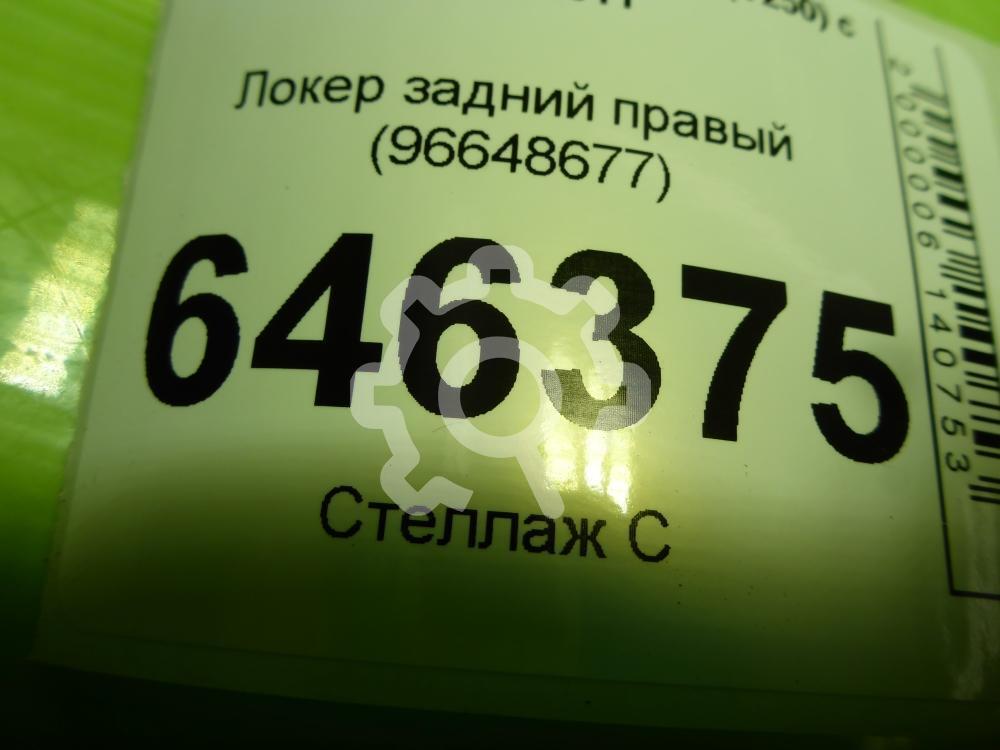 Локер задний правый
(96648677)
646375
Стеллаж С
2000006140753